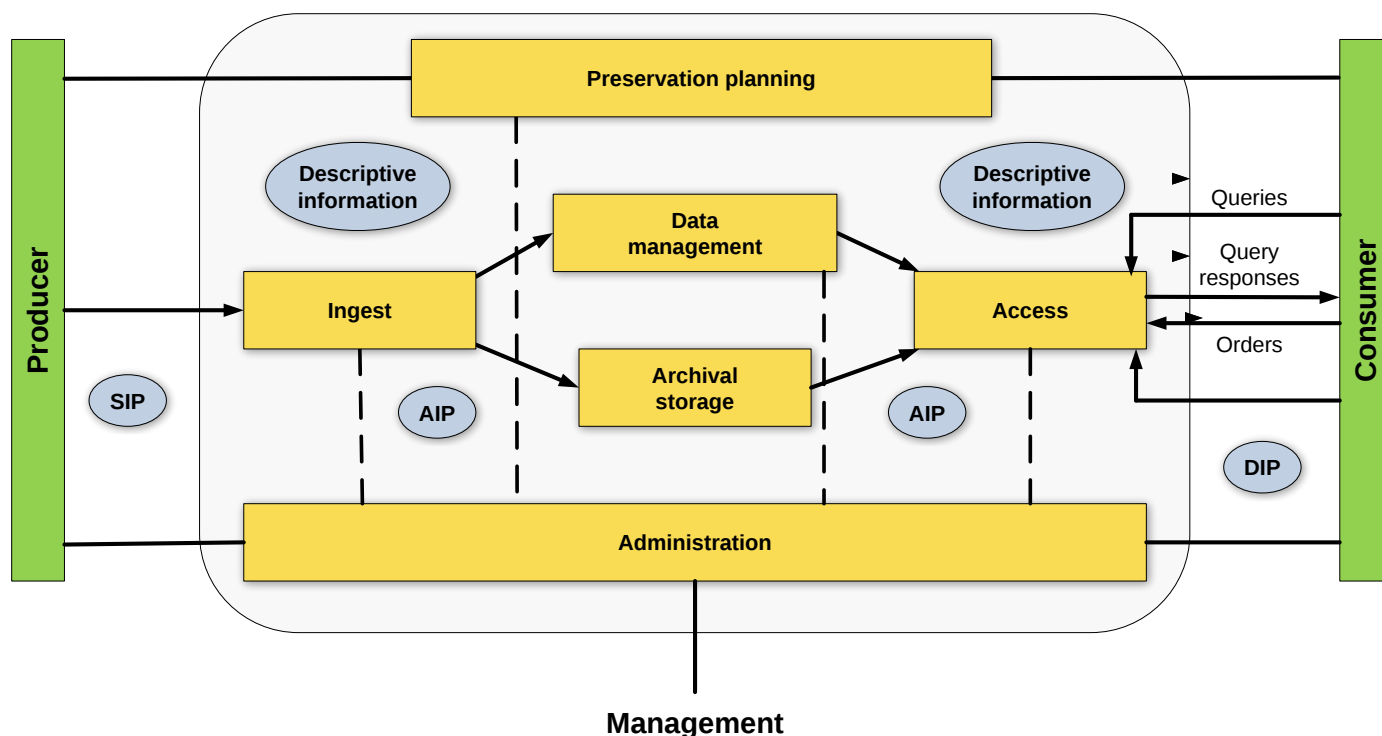 Preservation planning
Producer
Consumer
Descriptive
information
Descriptive
information
Data
management
Queries
Query
responses
Ingest
Access
Orders
Archival
storage
SIP
AIP
AIP
DIP
Administration
Management